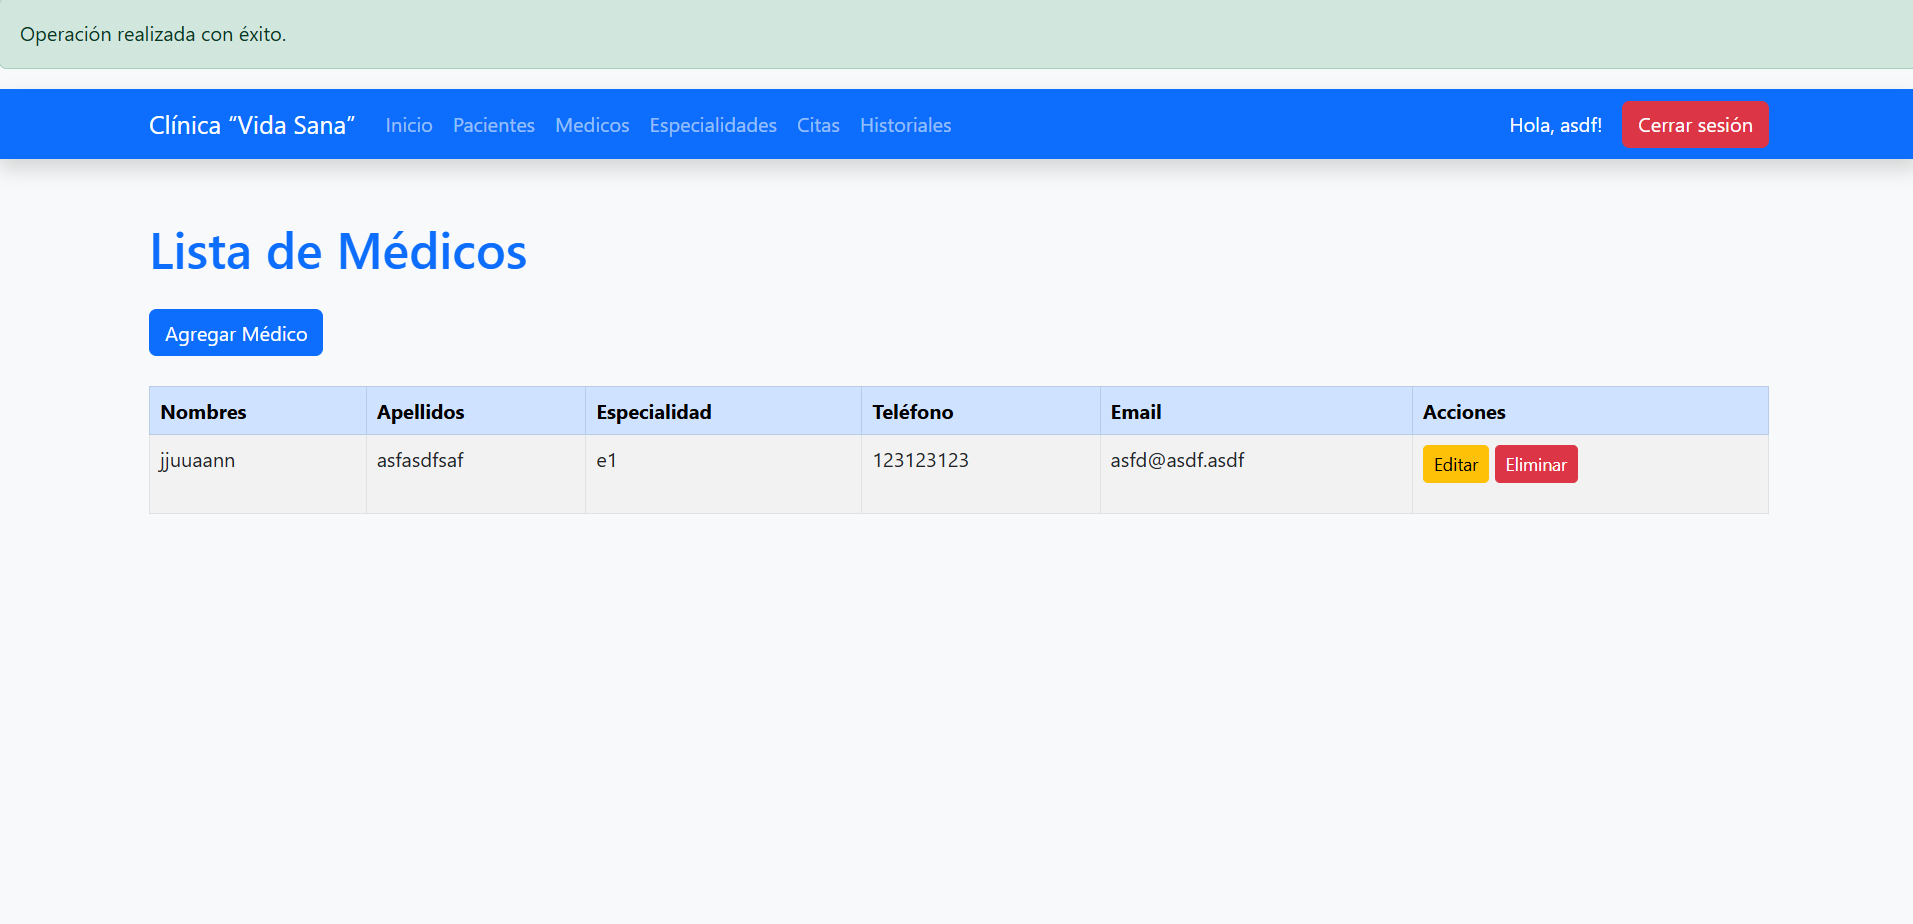 Operación realizada con éxito.
Clínica “Vida Sana” Inicio Pacientes Medicos Especialidades Citas Historiales Hola, asdf! Cerrar sesión
Lista de Médicos
Agregar Médico
Nombres Apellidos Especialidad Teléfono Email Acciones
jjuuaann asfasdfsaf e1 123123123 asfd@asdf.asdf Editar Eliminar